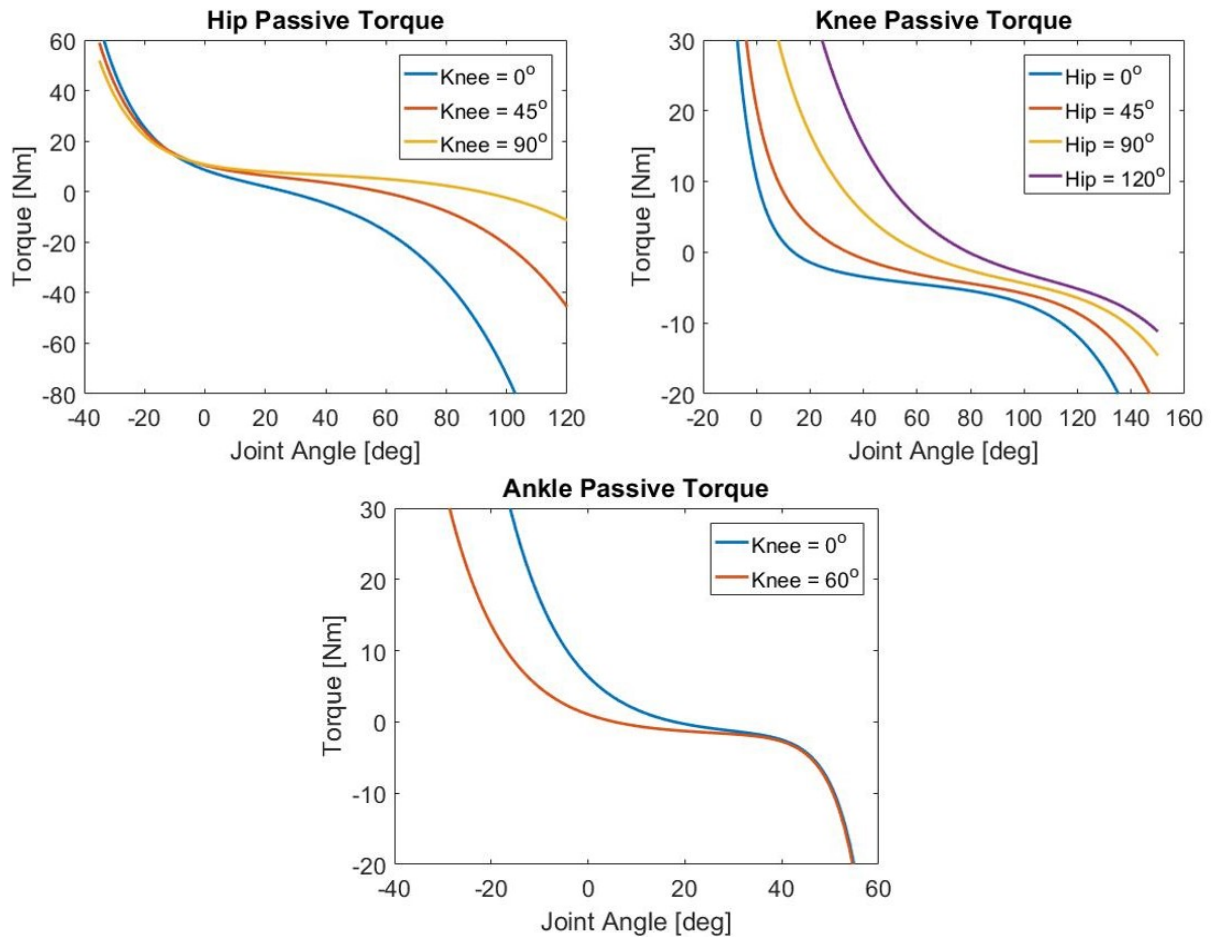 Hip Passive Torque
60
40
20
0
-20
-40
-60
-80
Torque [Nm]
Knee = 0°
Knee = 45°
Knee = 90°
-40 -20 0 20 40 60 80 100 120
Joint Angle [deg]
Knee Passive Torque
30
20
10
0
-10
-20
Torque [Nm]
Hip = 0°
Hip = 45°
Hip = 90°
Hip = 120°
-20 0 20 40 60 80 100 120 140 160
Joint Angle [deg]
Ankle Passive Torque
30
20
10
0
-10
-20
Torque [Nm]
Knee = 0°
Knee = 60°
-40 -20 0 20 40 60
Joint Angle [deg]